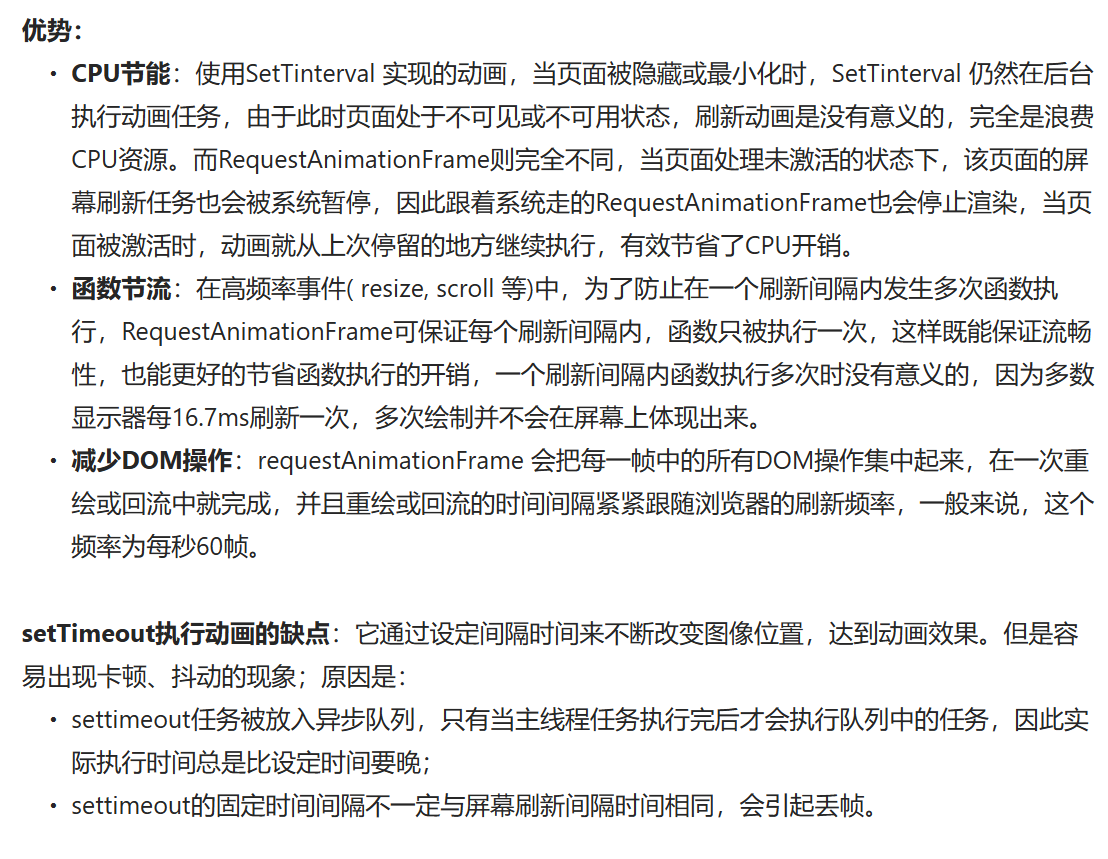 优势：
• CPU节能：使用SetTinterval 实现的动画，当页面被隐藏或最小化时，SetTinterval 仍然在后台
执行动画任务，由于此时页面处于不可见或不可用状态，刷新动画是没有意义的，完全是浪费
CPU资源。而RequestAnimationFrame则完全不同，当页面处理未激活的状态下，该页面的屏
幕刷新任务也会被系统暂停，因此跟着系统走的RequestAnimationFrame也会停止渲染，当页
面被激活时，动画就从上次停留的地方继续执行，有效节省了CPU开销。
• 函数节流：在高频率事件( resize, scroll 等)中，为了防止在一个刷新间隔内发生多次函数执
行，RequestAnimationFrame可保证每个刷新间隔内，函数只被执行一次，这样既能保证流畅
性，也能更好的节省函数执行的开销，一个刷新间隔内函数执行多次时没有意义的，因为多数
显示器每16.7ms刷新一次，多次绘制并不会在屏幕上体现出来。
• 减少DOM操作：requestAnimationFrame 会把每一帧中的所有DOM操作集中起来，在一次重
绘或回流中就完成，并且重绘或回流的时间间隔紧紧跟随浏览器的刷新频率，一般来说，这个
频率为每秒60帧。
setTimeout执行动画的缺点：它通过设定间隔时间来不断改变图像位置，达到动画效果。但是容
易出现卡顿、抖动的现象；原因是：
• settimeout任务被放入异步队列，只有当主线程任务执行完后才会执行队列中的任务，因此实
际执行时间总是比设定时间要晚；
• settimeout的固定时间间隔不一定与屏幕刷新间隔时间相同，会引起丢帧。